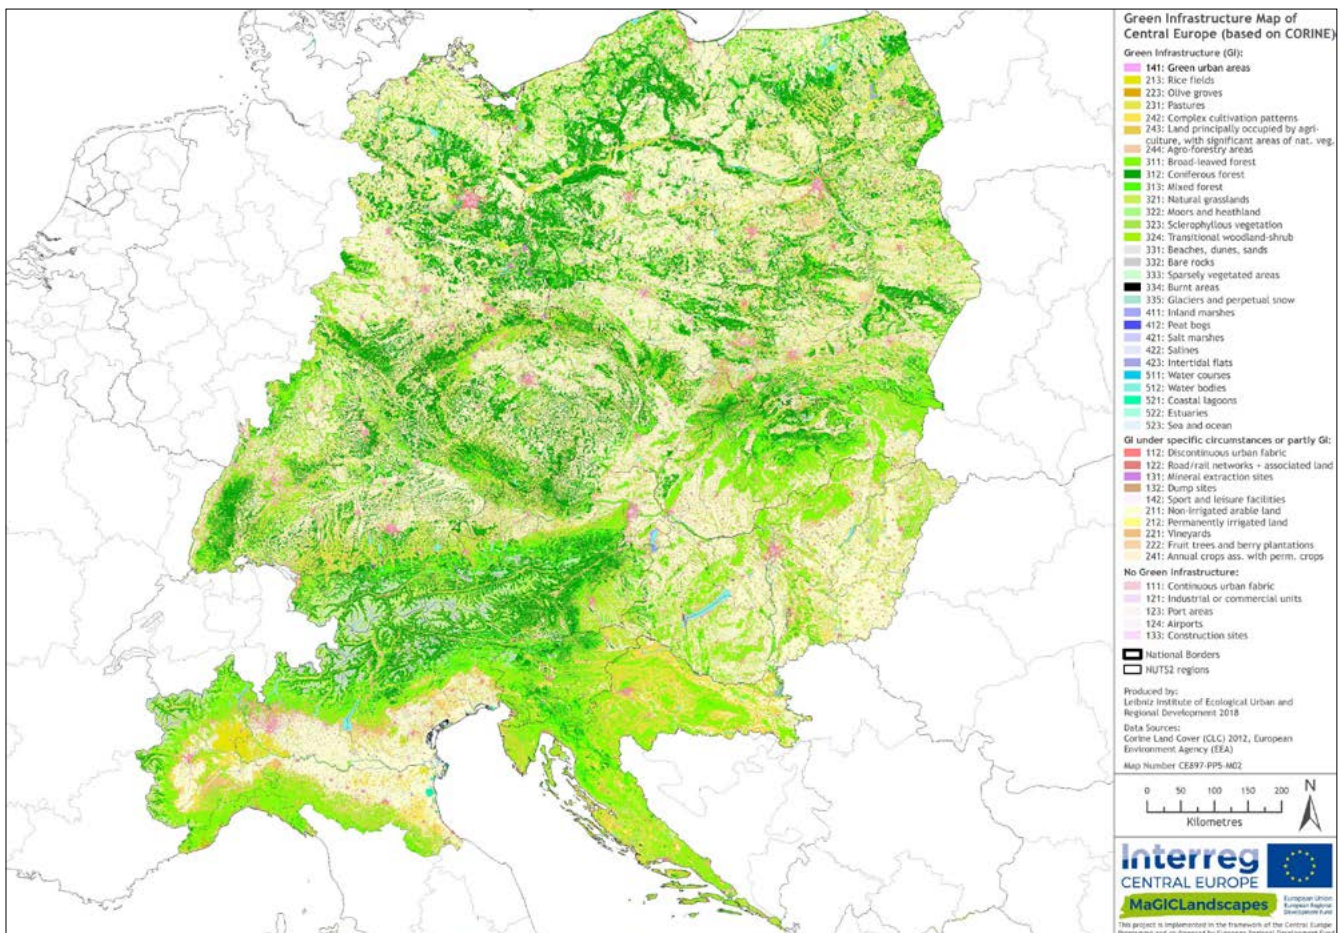 Green Infrastructure Map of
Central Europe (based on CORINE)
Green Infrastructure (GI):
141: Green urban areas
213: Rice fields
223: Olive groves
231: Pastures
242: Complex cultivation patterns
243: Land principally occupied by agri-
culture, with significant areas of nat. veg.
244: Agro-forestry areas
311: Broad-leaved forest
312: Coniferous forest
313: Mixed forest
321: Natural grasslands
322: Moors and heathland
323: Sclerophyllous vegetation
324: Transitional woodland-shrub
331: Beaches, dunes, sands
332: Bare rocks
333: Sparsely vegetated areas
334: Burnt areas
335: Glaciers and perpetual snow
411: Inland marshes
412: Peat bogs
421: Salt marshes
422: Salines
423: Intertidal flats
511: Water courses
512: Water bodies
521: Coastal lagoons
522: Estuaries
523: Sea and ocean
GI under specific circumstances or partly GI:
112: Discontinuous urban fabric
122: Road/rail networks + associated land
131: Mineral extraction sites
132: Dump sites
142: Sport and leisure facilities
211: Non-irrigated arable land
212: Permanently irrigated land
221: Vineyards
222: Fruit trees and berry plantations
241: Annual crops ass. with perm. crops
No Green Infrastructure:
111: Continuous urban fabric
121: Industrial or commercial units
123: Port areas
124: Airports
133: Construction sites
National Borders
NUTS2 regions
Produced by:
Leibniz Institute of Ecological Urban and
Regional Development 2018
Data Sources:
Corine Land Cover (CLC) 2012, European
Environment Agency (EEA)
Map Number CE897-PP5-M02
N
0 50 100 150 200
Kilometres
Interreg
CENTRAL EUROPE
MaGICLandscapes
European Union
European Regional
Development Fund
This project is implemented in the framework of the Central Europe